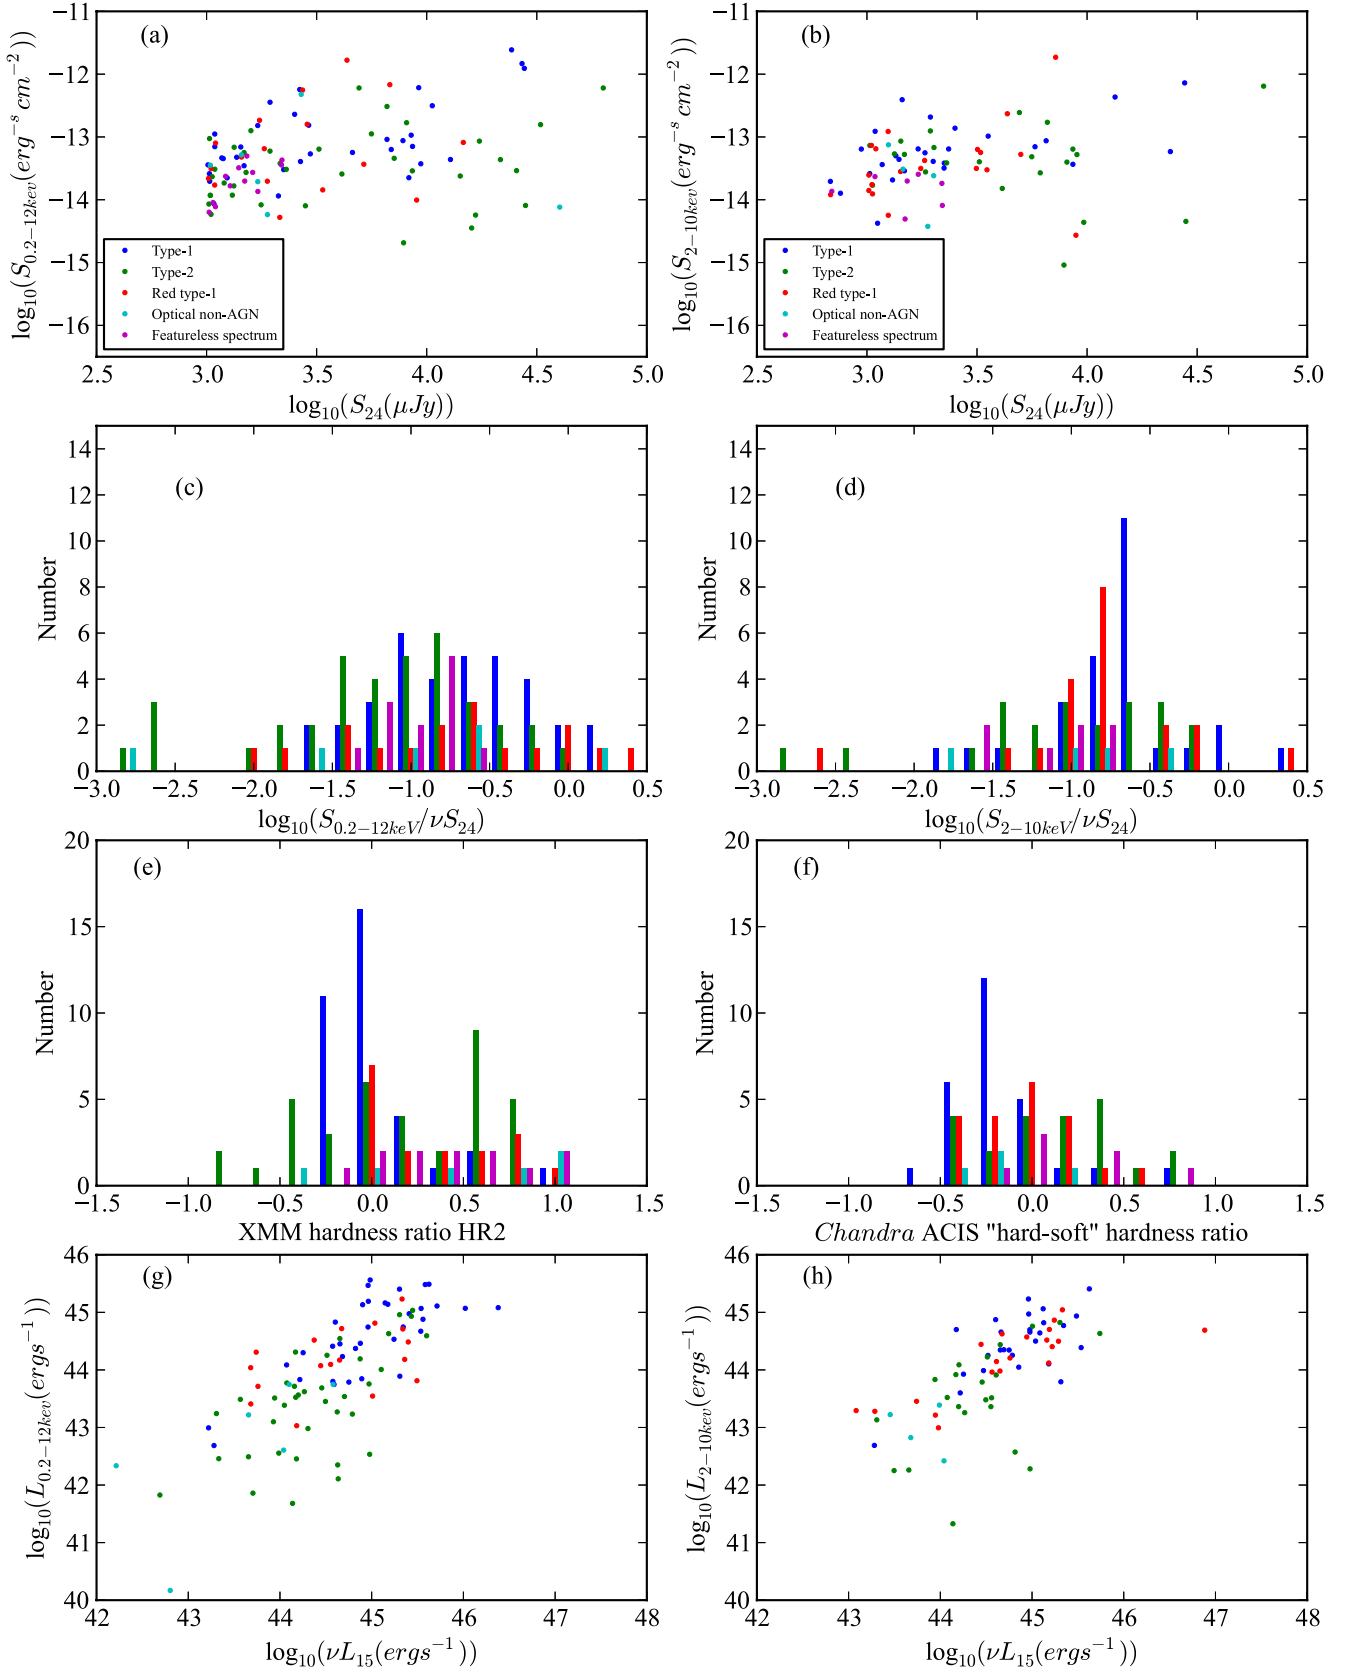 (a)
−11
−12
−13
−14
−15
−16
log₁₀(S₀.₂₋₁₂ₖₑᵥ(erg⁻ˢcm⁻²))
Type-1
Type-2
Red type-1
Optical non-AGN
Featureless spectrum
2.5 3.0 3.5 4.0 4.5 5.0
log₁₀(S₂₄(μJy))
(b)
−11
−12
−13
−14
−15
−16
log₁₀(S₂₋₁₀ₖₑᵥ(erg⁻ˢcm⁻²))
Type-1
Type-2
Red type-1
Optical non-AGN
Featureless spectrum
2.5 3.0 3.5 4.0 4.5 5.0
log₁₀(S₂₄(μJy))
(c)
14
12
10
8
6
4
2
0
Number
−3.0 −2.5 −2.0 −1.5 −1.0 −0.5 0.0 0.5
log₁₀(S₀.₂₋₁₂ₖₑV/νS₂₄)
(d)
14
12
10
8
6
4
2
0
Number
−3.0 −2.5 −2.0 −1.5 −1.0 −0.5 0.0 0.5
log₁₀(S₂₋₁₀ₖₑV/νS₂₄)
(e)
20
15
10
5
0
Number
−1.5 −1.0 −0.5 0.0 0.5 1.0 1.5
XMM hardness ratio HR2
(f)
20
15
10
5
0
Number
−1.5 −1.0 −0.5 0.0 0.5 1.0 1.5
Chandra ACIS "hard-soft" hardness ratio
(g)
46
45
44
43
42
41
40
log₁₀(L₀.₂₋₁₂ₖₑᵥ(ergs⁻¹))
42 43 44 45 46 47 48
log₁₀(νL₁₅(ergs⁻¹))
(h)
46
45
44
43
42
41
40
log₁₀(L₂₋₁₀ₖₑᵥ(ergs⁻¹))
42 43 44 45 46 47 48
log₁₀(νL₁₅(ergs⁻¹))